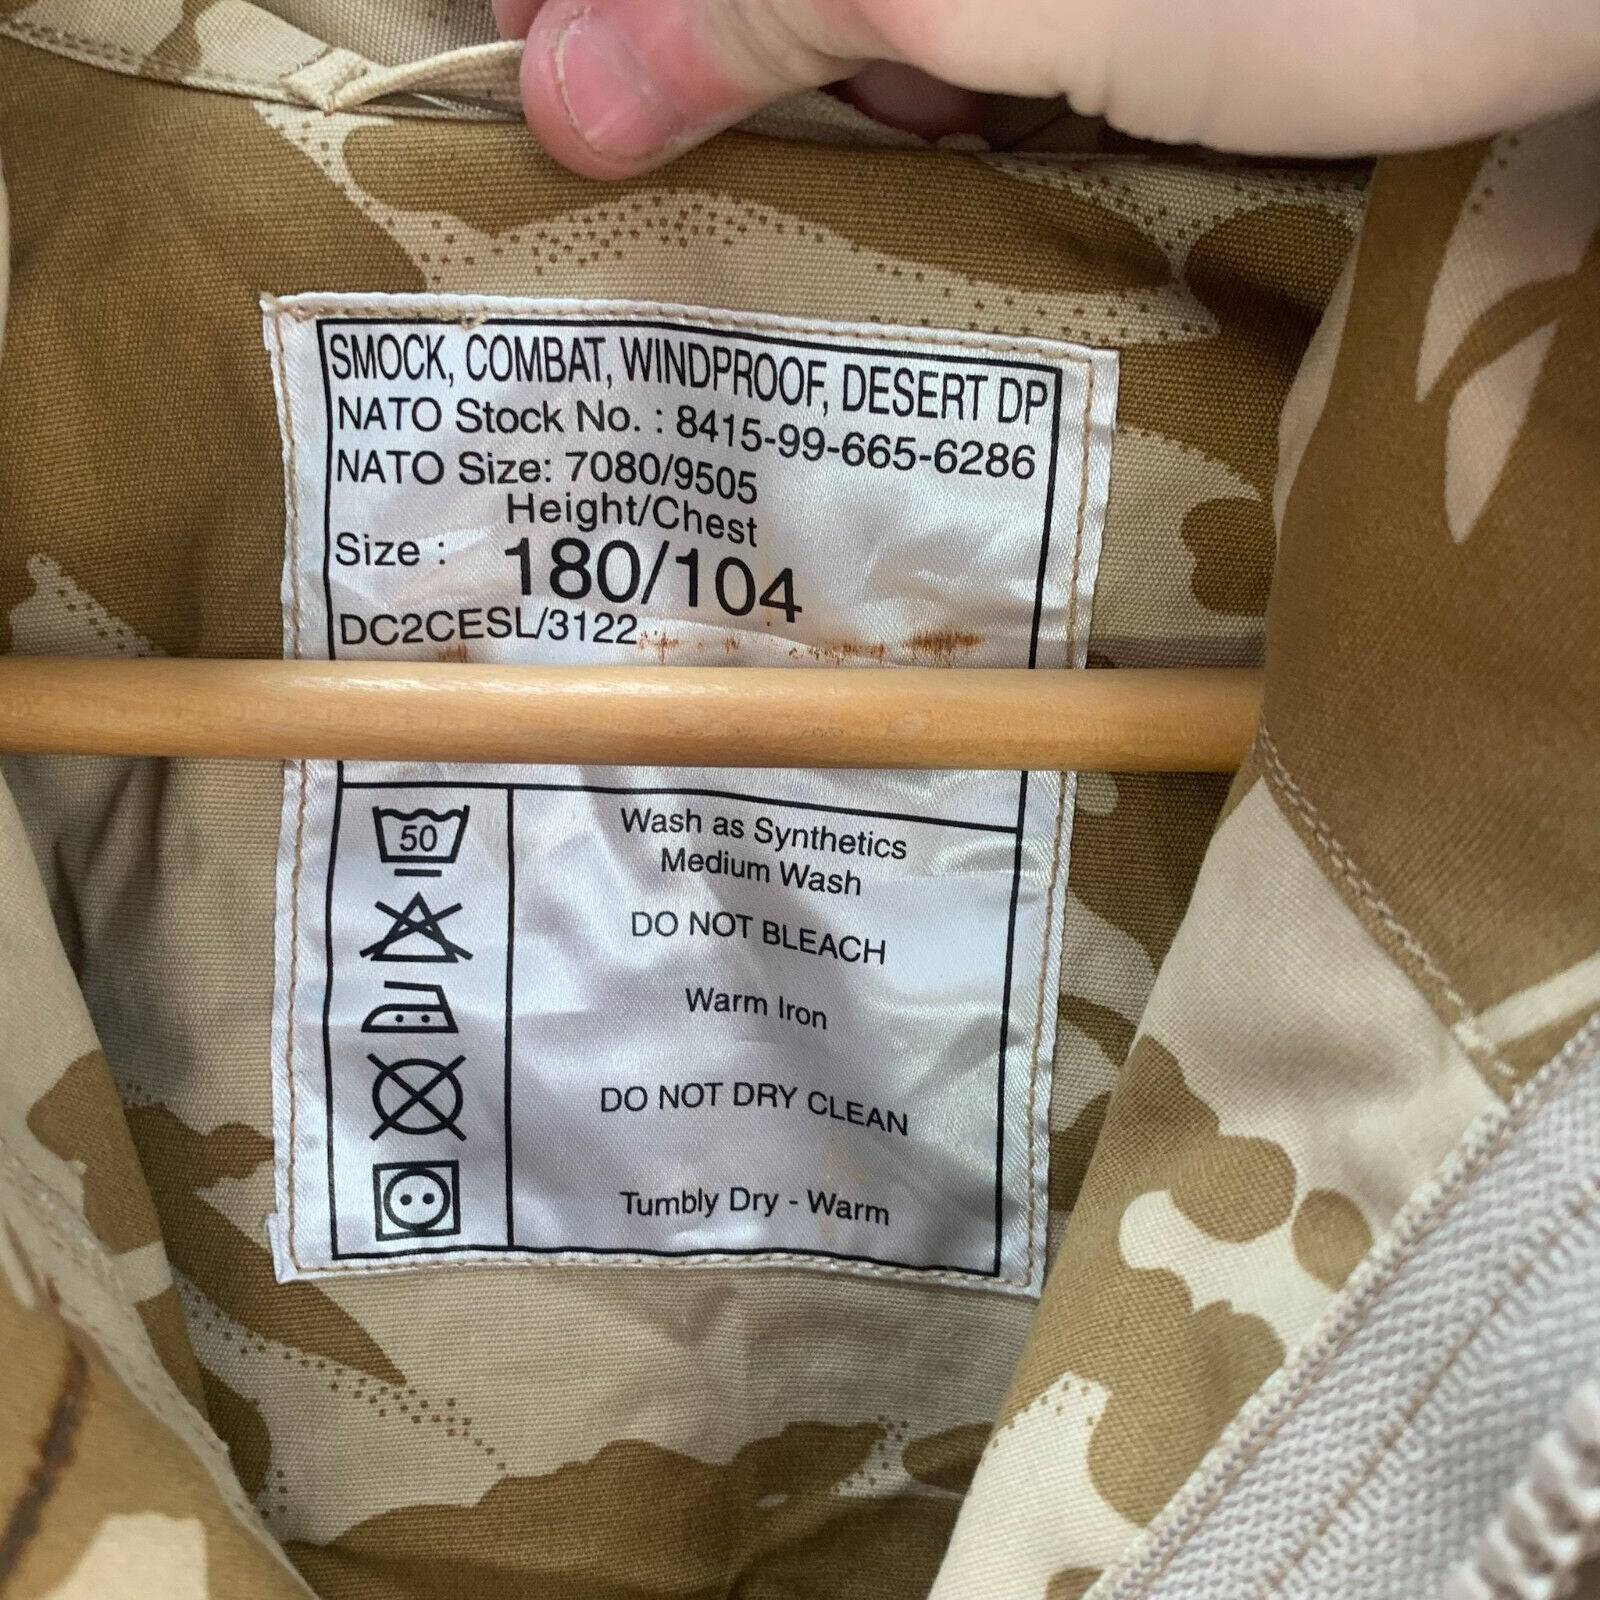 SMOCK, COMBAT, WINDPROOF, DESERT DP
NATO Stock No. : 8415-99-665-6286
NATO Size: 7080/9505
Height/Chest
Size : 180/104
DC2CESL/3122
50
Wash as Synthetics
Medium Wash
DO NOT BLEACH
Warm Iron
DO NOT DRY CLEAN
Tumbly Dry - Warm